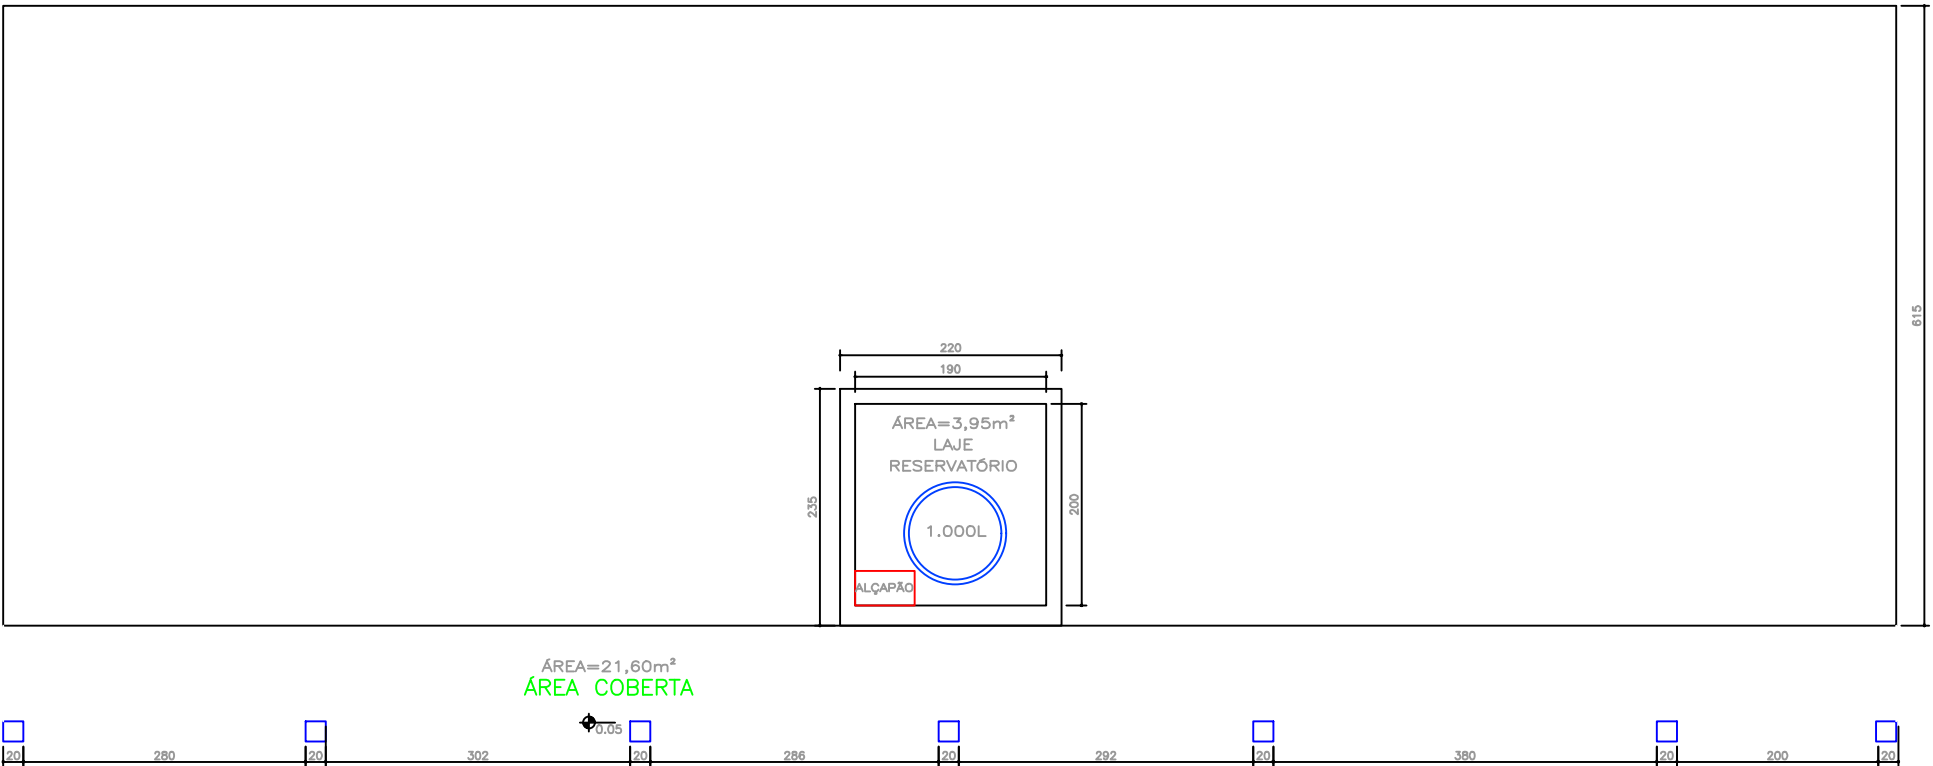 615
220
190
ÁREA=3,95m²
LAJE
RESERVATÓRIO
235
200
1.000L
ALÇAPÃO
ÁREA=21,60m²
ÁREA COBERTA
0.05
20 280 20 302 20 286 20 292 20 380 20 200 20